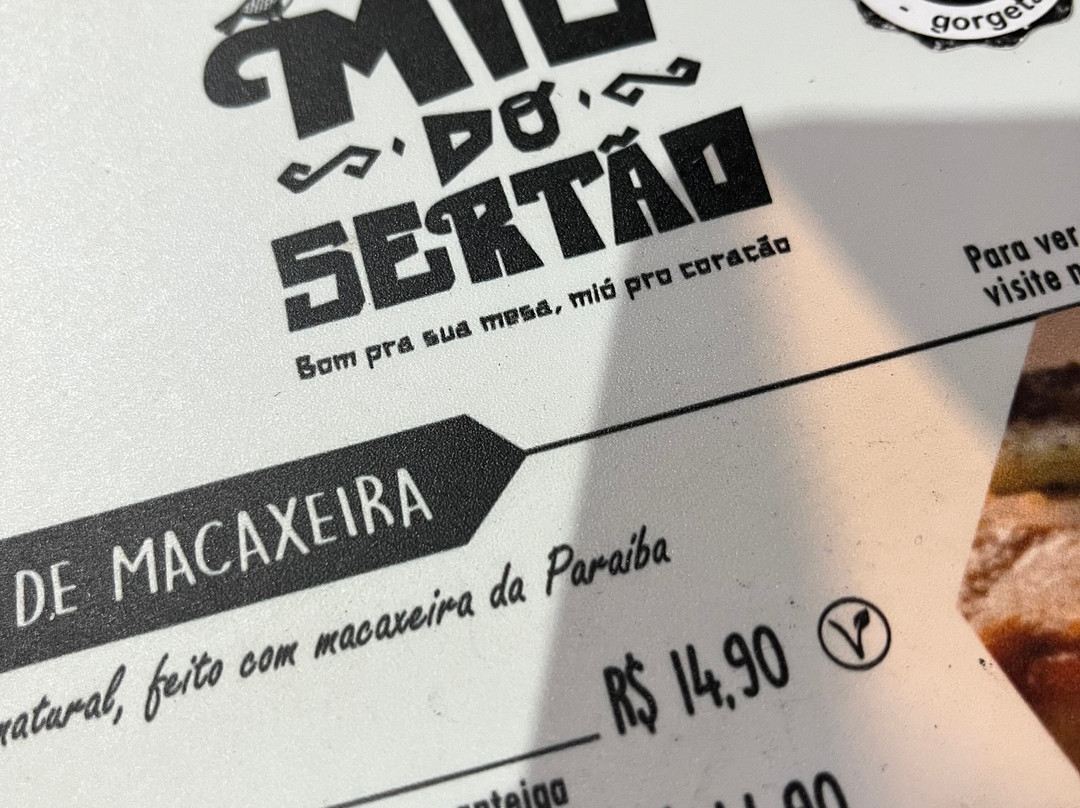 gorgeta
MIÓ
DO
SERTÃO
Bom pra sua mesa, mió pro coração
Para ver
visite
DE MACAXEIRA
natural, feito com macaxeira da Paraíba
R$ 14,90
V